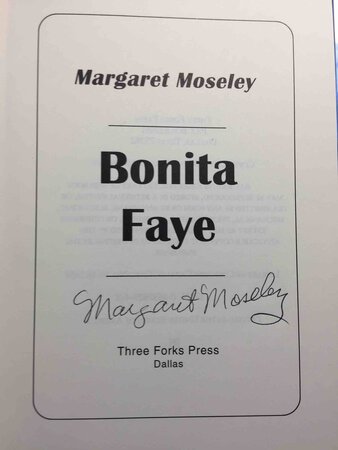 Margaret Moseley
Bonita
Faye
Margaret Moseley
Three Forks Press
Dallas